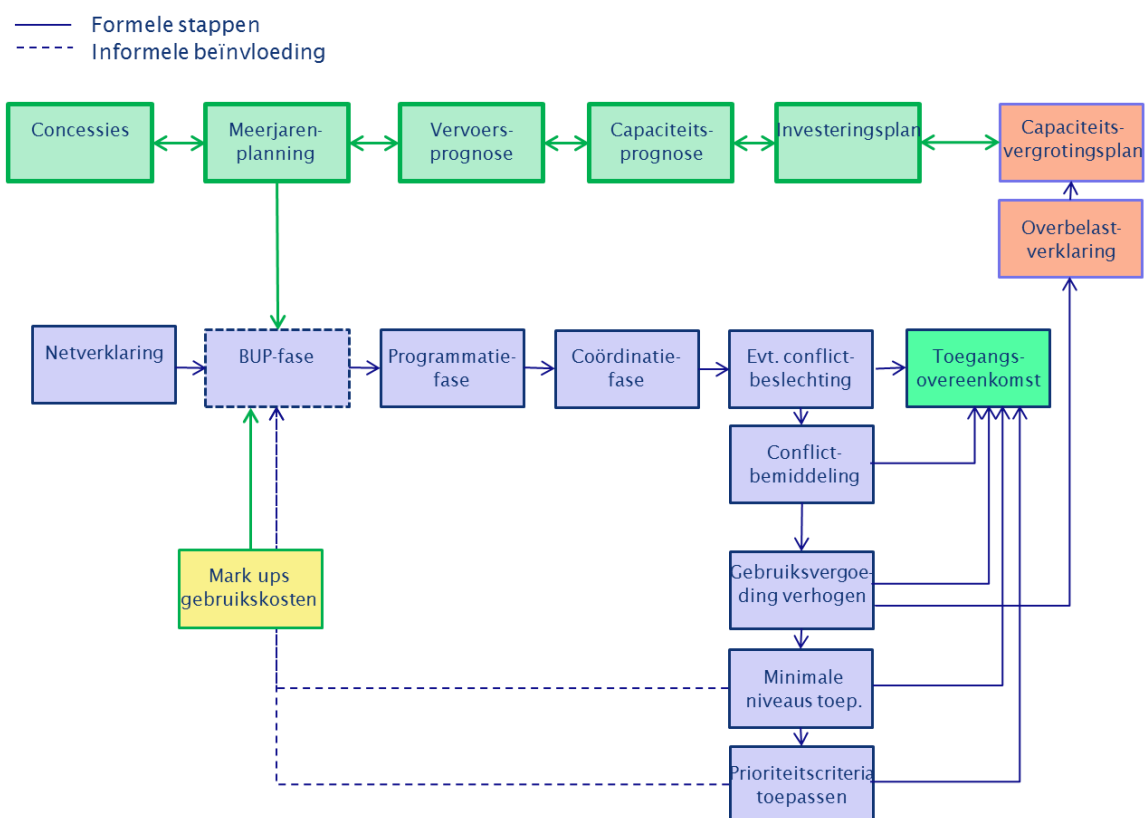 Formele stappen
Informele beïnvloeding
Concessies
Meerjaren-
planning
Vervoers-
prognose
Capaciteits-
prognose
Investeringsplan
Capaciteits-
vergrotingsplan
Overbelast-
verklaring
Netverklaring
BUP-fase
Programmatie-
fase
Coördinatie-
fase
Evt. conflict-
beslechting
Toegangs-
overeenkomst
Conflict-
bemiddeling
Mark ups
gebruikskosten
Gebruiksvergoe-
ding verhogen
Minimale
niveaus toep.
Prioriteitscriteria
toepassen